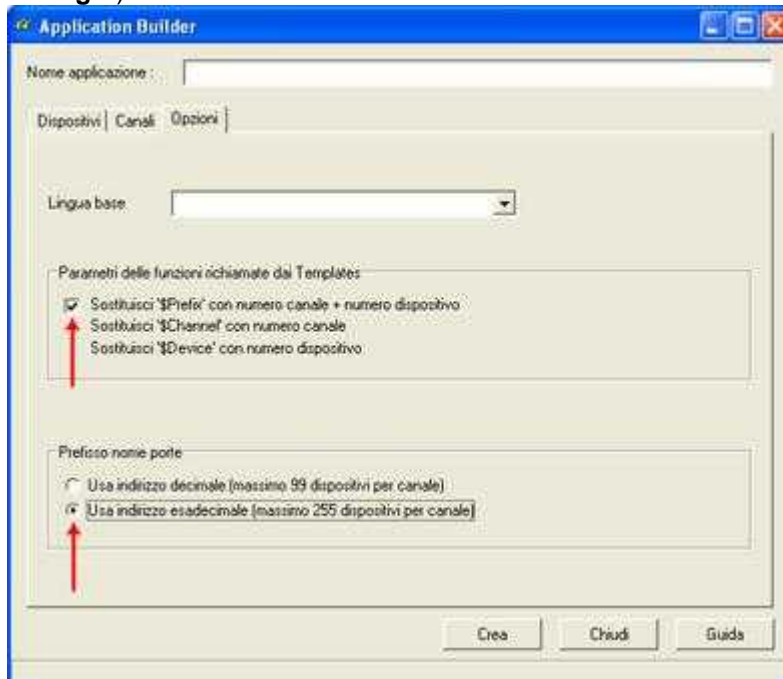 Application Builder
Nome applicazione :
Dispositivi Canali Opzioni
Lingua base
Parametri delle funzioni richiamate dai Templates
Sostituisci '$Prefix' con numero canale + numero dispositivo
Sostituisci '$Channel' con numero canale
Sostituisci '$Device' con numero dispositivo
Prefisso nome porte
Usa indirizzo decimale (massimo 99 dispositivi per canale)
Usa indirizzo esadecimale (massimo 255 dispositivi per canale)
Crea Chiudi Guida